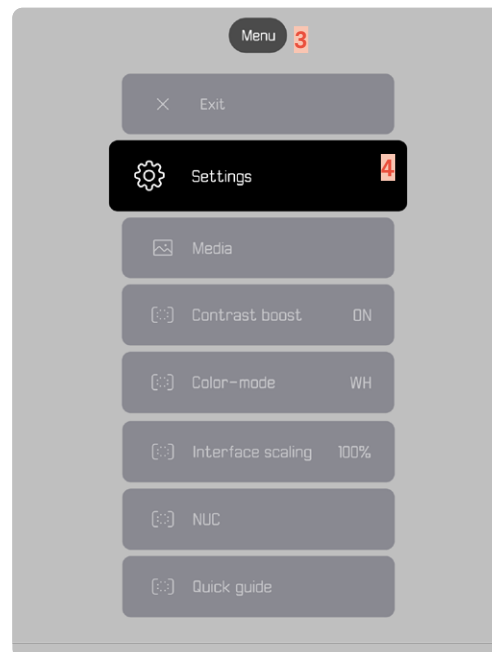 Menu 3
Exit
Settings 4
Media
Contrast boost ON
Color-mode WH
Interface scaling 100%
NUC
Quick guide